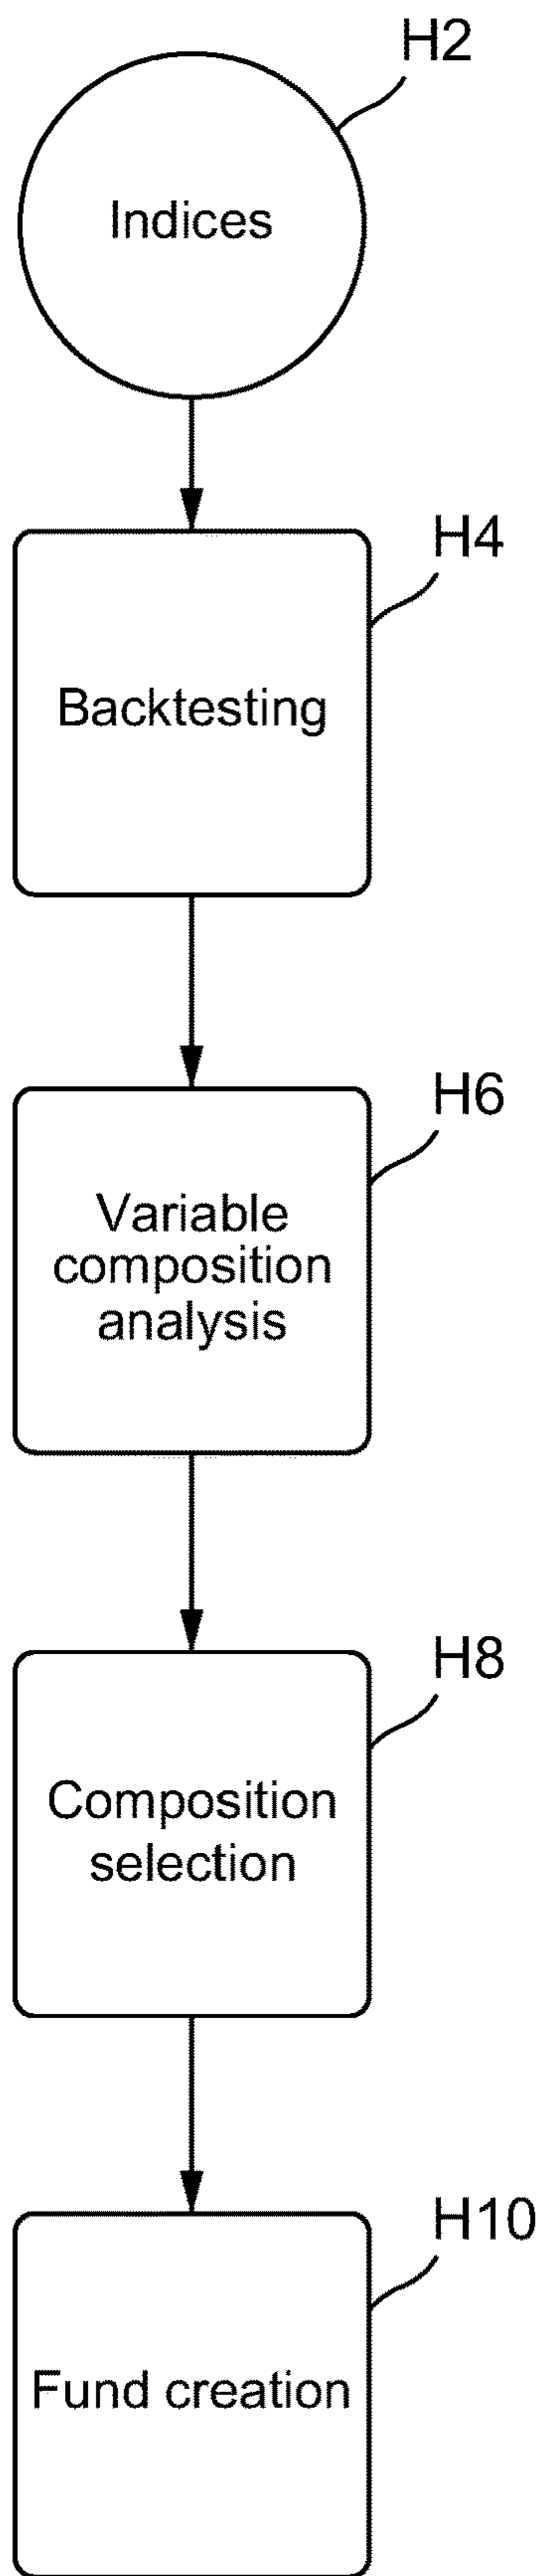 H2
Indices
H4
Backtesting
H6
Variable
composition
analysis
H8
Composition
selection
H10
Fund creation